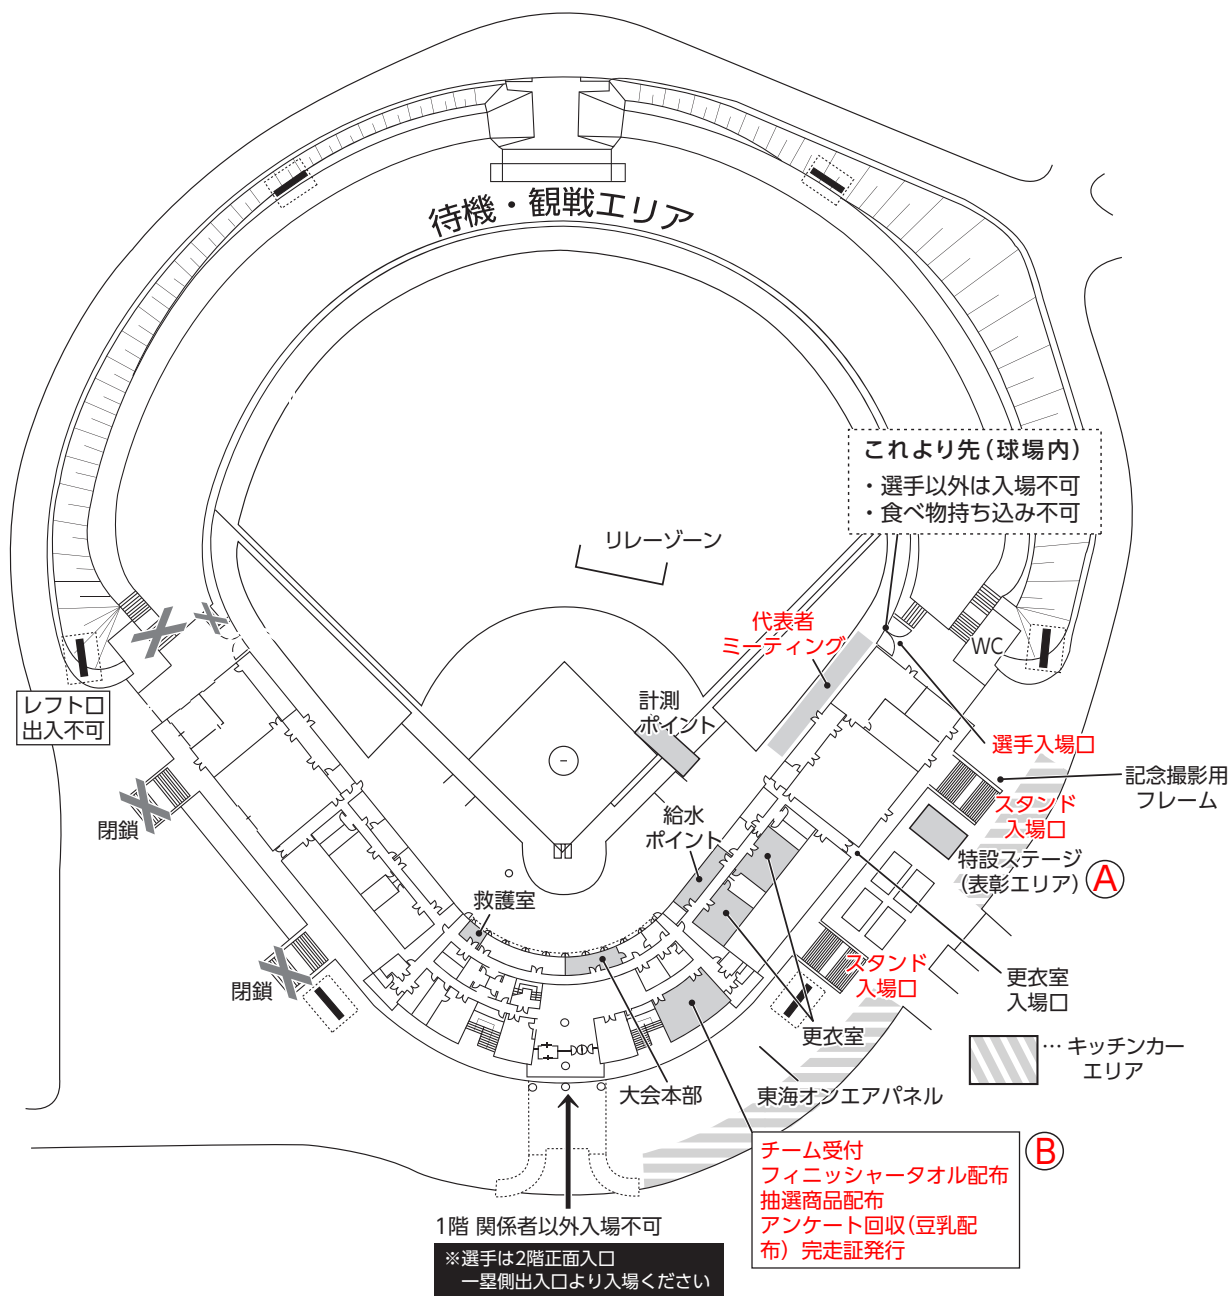 待機・観戦エリア
これより先(球場内)
・選手以外は入場不可
・食べ物持ち込み不可
リレーゾーン
代表者
ミーティング
WC
レフト口
出入不可
計測
ポイント
選手入場口
記念撮影用
フレーム
スタンド
入場口
閉鎖
給水
ポイント
特設ステージ
(表彰エリア)
A
救護室
スタンド
入場口
更衣室
入場口
閉鎖
更衣室
… キッチンカー
エリア
大会本部
東海オンエアパネル
チーム受付
フィニッシャータオル配布
抽選商品配布
アンケート回収(豆乳配
布) 完走証発行
B
1階 関係者以外入場不可
※選手は2階正面入口
一塁側出入口より入場ください